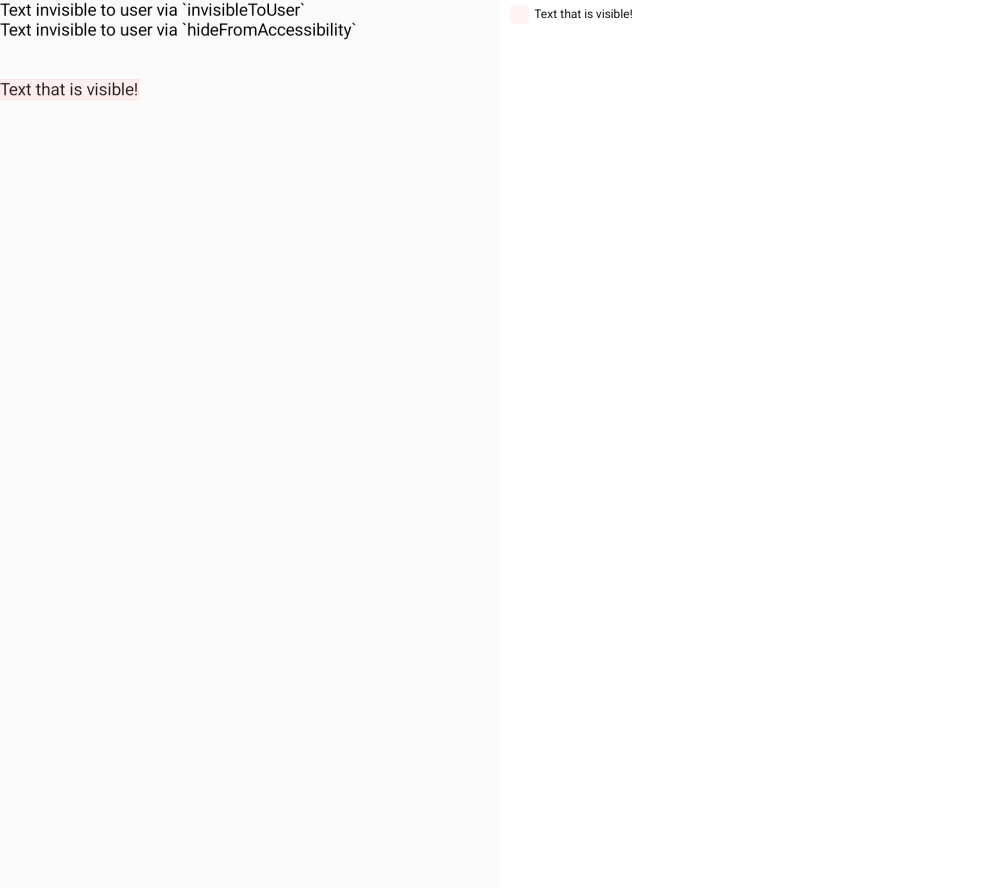 Text invisible to user via `invisibleToUser`
Text invisible to user via `hideFromAccessibility`
Text that is visible!
Text that is visible!